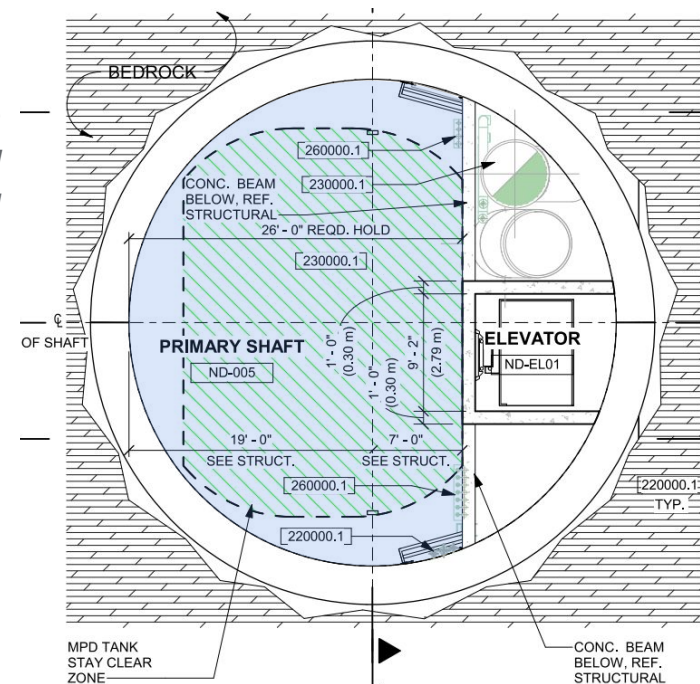 BEDROCK
260000.1
230000.1
CONC. BEAM
BELOW, REF.
STRUCTURAL
26' - 0" REQD. HOLD
230000.1
℄
OF SHAFT
PRIMARY SHAFT
ND-005
1' - 0"
(0.30 m)
1' - 0"
(0.30 m)
9' - 2"
(2.79 m)
ELEVATOR
ND-EL01
19' - 0"
SEE STRUCT.
7' - 0"
SEE STRUCT.
260000.1
220000.1
TYP.
220000.1
MPD TANK
STAY CLEAR
ZONE
CONC. BEAM
BELOW, REF.
STRUCTURAL